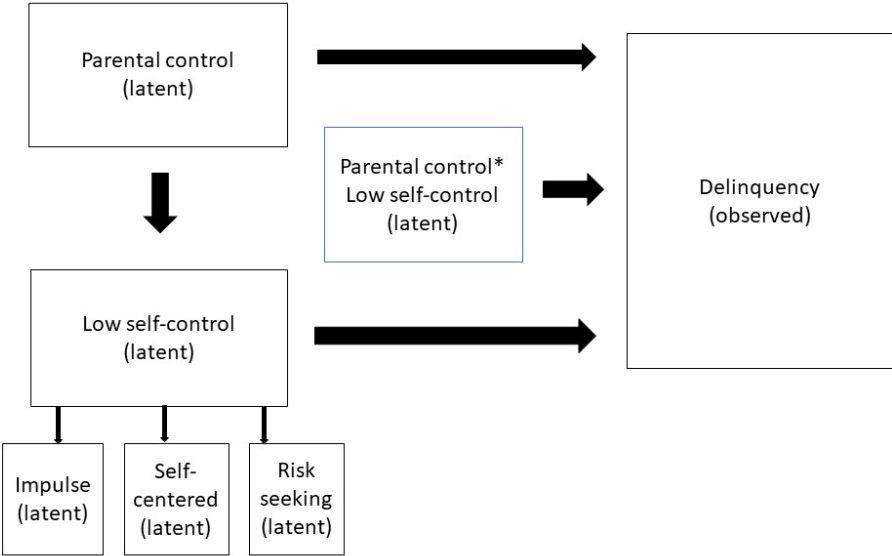 Parental control
(latent)
Parental control*
Low self-control
(latent)
Delinquency
(observed)
Low self-control
(latent)
Impulse
(latent)
Self-
centered
(latent)
Risk
seeking
(latent)